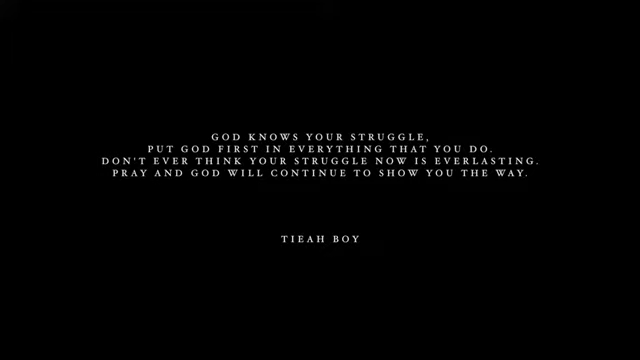 GOD KNOWS YOUR STRUGGLE,
PUT GOD FIRST IN EVERYTHING THAT YOU DO.
DON'T EVER THINK YOUR STRUGGLE NOW IS EVERLASTING.
PRAY AND GOD WILL CONTINUE TO SHOW YOU THE WAY.
TIEAH BOY